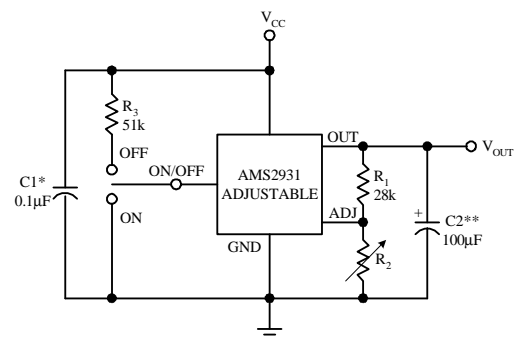 VCC
R3
51k
OFF
ON/OFF
ON
C1*
0.1µF
AMS2931
ADJUSTABLE
OUT
ADJ
GND
R1
28k
R2
VOUT
+
C2**
100µF